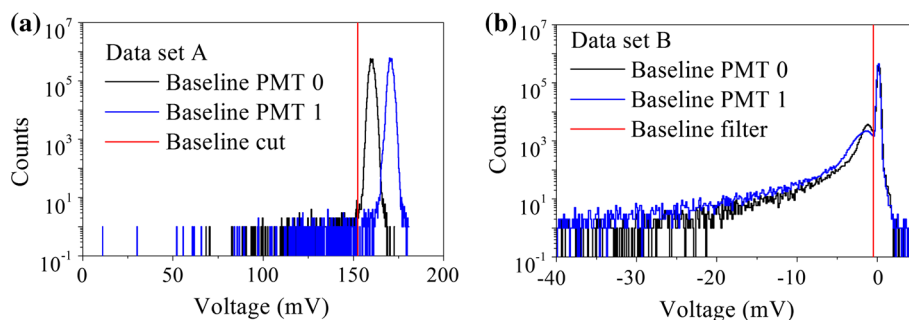 (a)
Data set A
Baseline PMT 0
Baseline PMT 1
Baseline cut
Counts
10^7
10^5
10^3
10^1
10^-1
0
50
100
150
200
Voltage (mV)
(b)
Data set B
Baseline PMT 0
Baseline PMT 1
Baseline filter
Counts
10^7
10^5
10^3
10^1
10^-1
-40
-30
-20
-10
0
Voltage (mV)